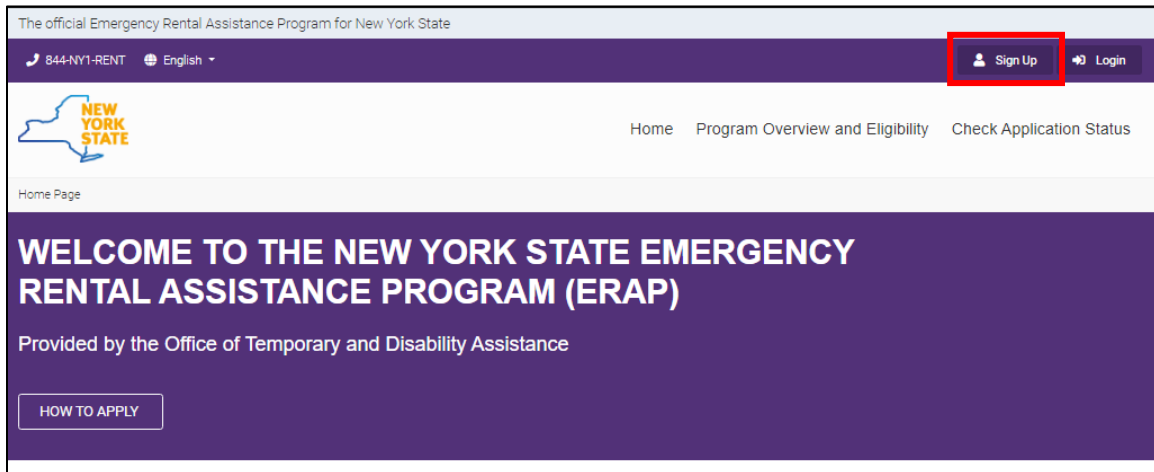 The official Emergency Rental Assistance Program for New York State
844-NY1-RENT English Sign Up Login
NEW
YORK
STATE
Home Program Overview and Eligibility Check Application Status
Home Page
WELCOME TO THE NEW YORK STATE EMERGENCY
RENTAL ASSISTANCE PROGRAM (ERAP)
Provided by the Office of Temporary and Disability Assistance
HOW TO APPLY